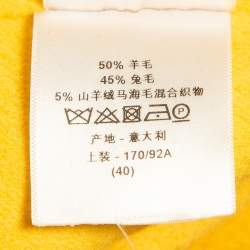 50% 羊毛
45% 兔毛
5% 山羊绒马海毛混合织物
产地 - 意大利
上装 - 170/92A
(40)